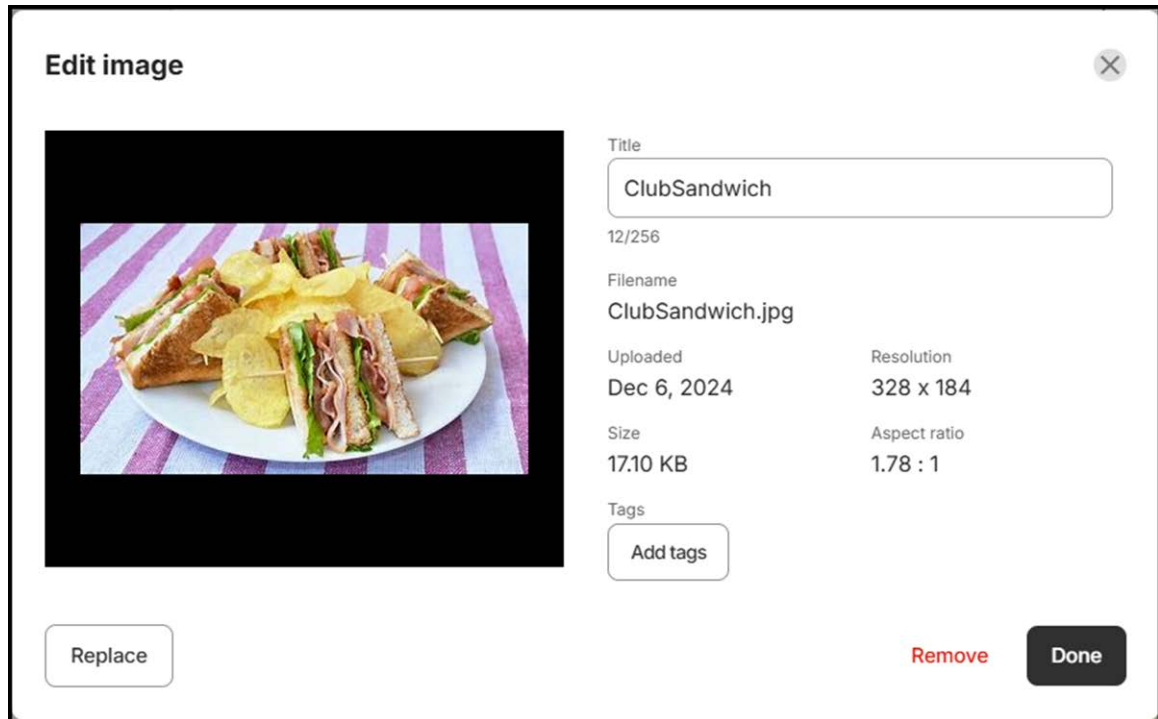 Edit image
Title
ClubSandwich
12/256
Filename
ClubSandwich.jpg
Uploaded
Dec 6, 2024
Resolution
328 x 184
Size
17.10 KB
Aspect ratio
1.78 : 1
Tags
Add tags
Replace
Remove
Done